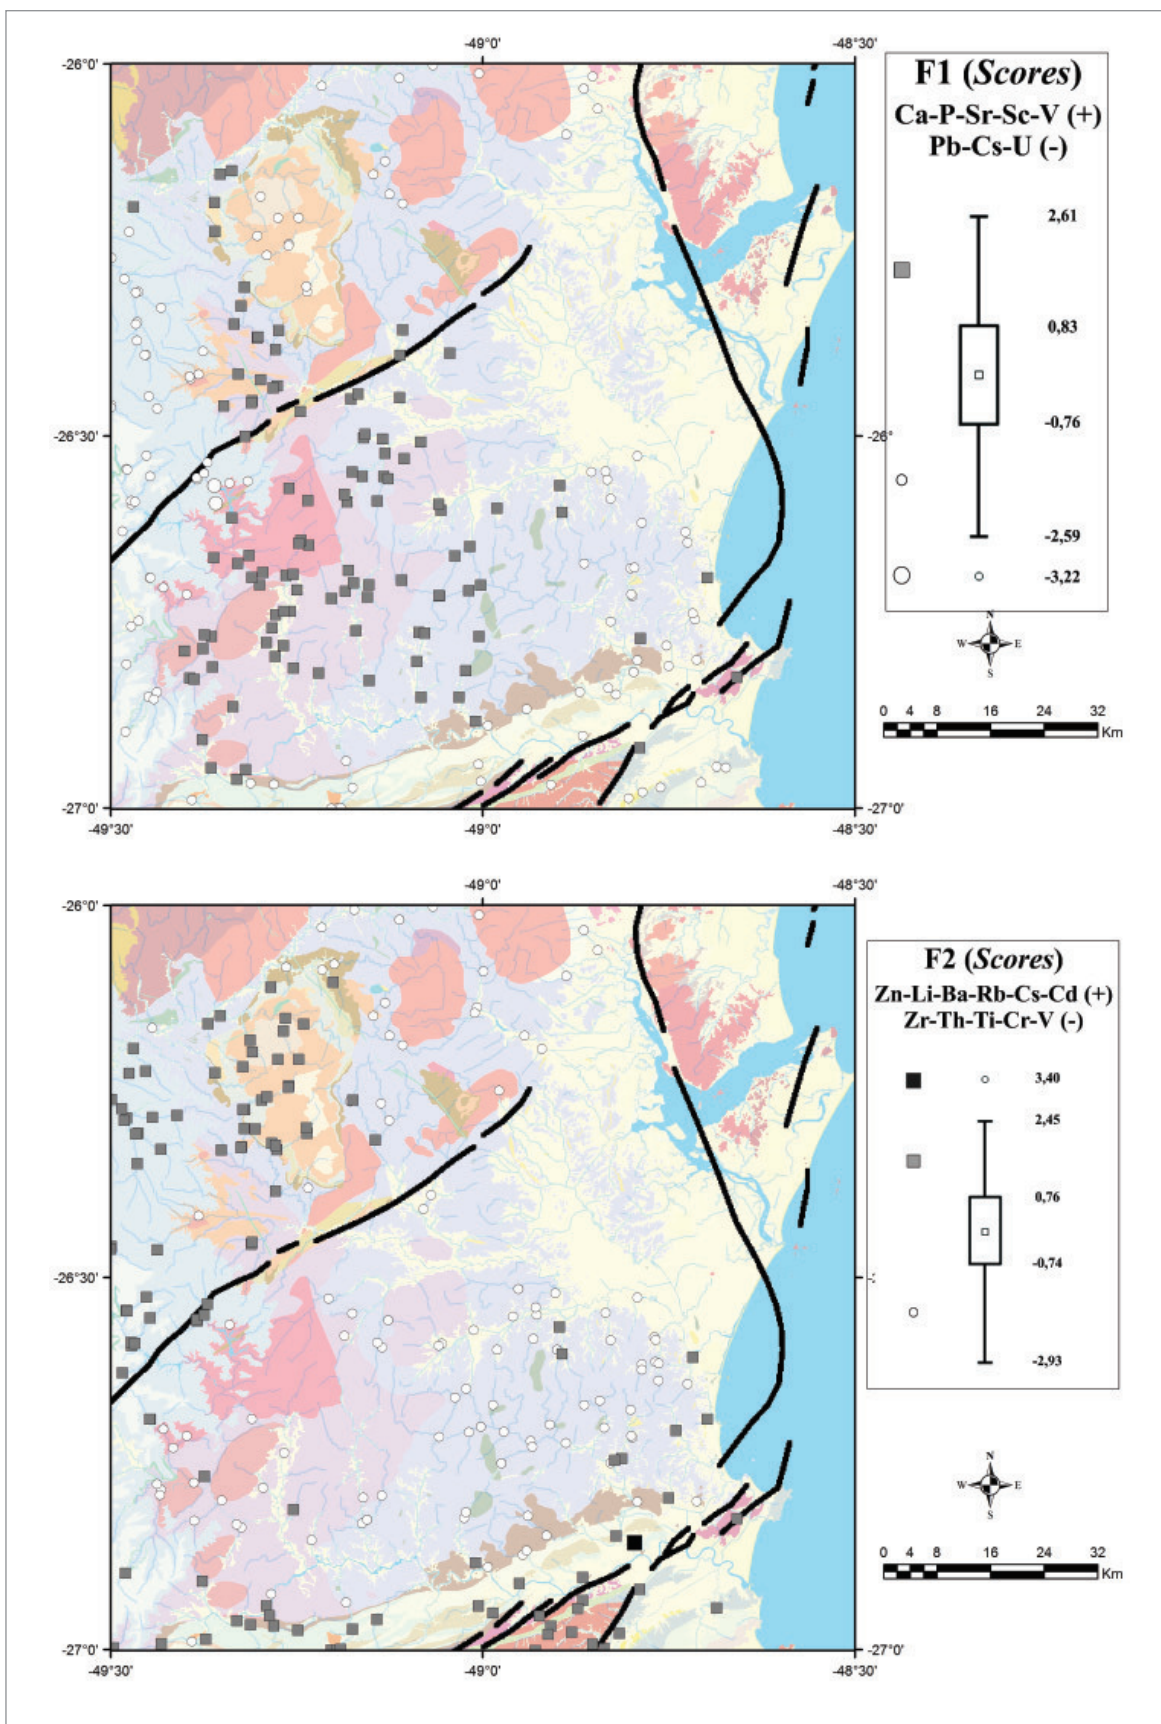 -49°0'
-48°30'
-26°0'
F1 (Scores)
Ca-P-Sr-Sc-V (+)
Pb-Cs-U (-)
2,61
0,83
-0,76
-2,59
-3,22
-26°30'
-26°
N
W E
S
0 4 8 16 24 32
Km
-27°0'
-27°0'
-49°30'
-49°0'
-48°30'
-49°0'
-48°30'
-26°0'
F2 (Scores)
Zn-Li-Ba-Rb-Cs-Cd (+)
Zr-Th-Ti-Cr-V (-)
3,40
2,45
0,76
-0,74
-2,93
-26°30'
N
W E
S
0 4 8 16 24 32
Km
-27°0'
-27°0'
-49°30'
-49°0'
-48°30'